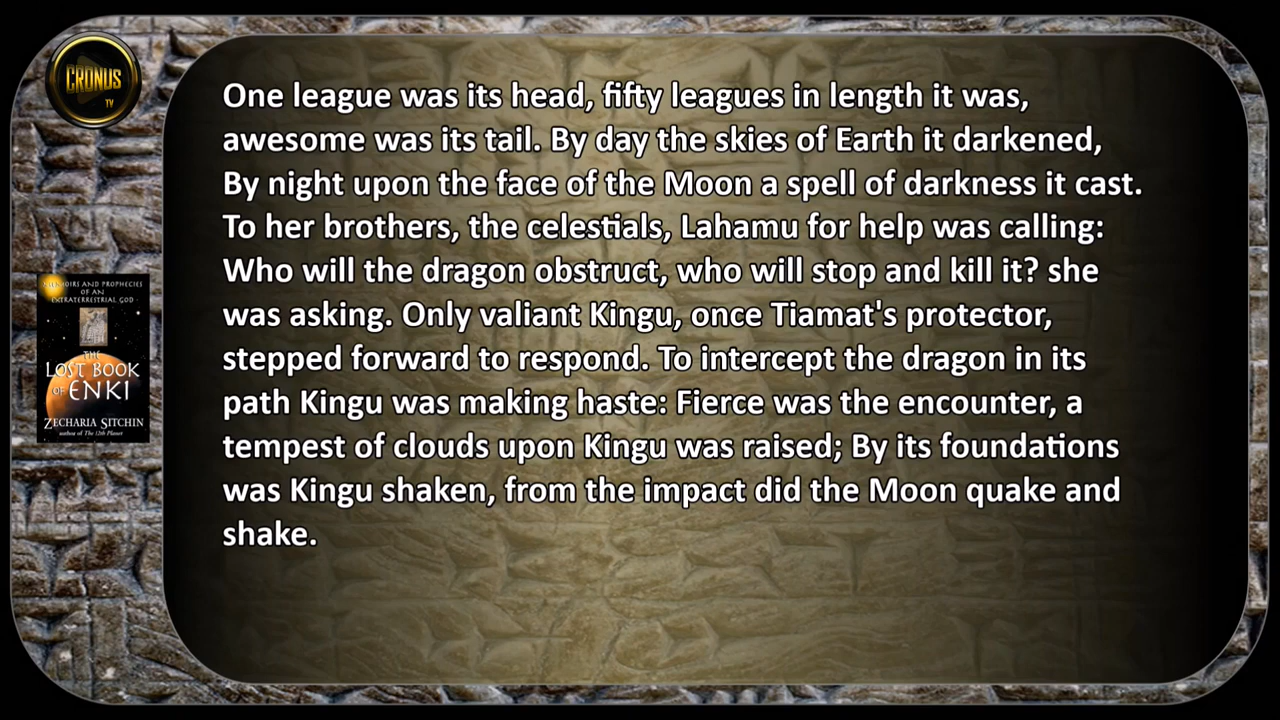 CRONUS
TV
One league was its head, fifty leagues in length it was,
awesome was its tail. By day the skies of Earth it darkened,
By night upon the face of the Moon a spell of darkness it cast.
To her brothers, the celestials, Lahamu for help was calling:
Who will the dragon obstruct, who will stop and kill it? she
was asking. Only valiant Kingu, once Tiamat's protector,
stepped forward to respond. To intercept the dragon in its
path Kingu was making haste: Fierce was the encounter, a
tempest of clouds upon Kingu was raised; By its foundations
was Kingu shaken, from the impact did the Moon quake and
shake.
MEMOIRS AND PROPHECIES
OF AN
EXTRATERRESTRIAL GOD
THE
LOST BOOK
OF ENKI
ZECHARIA SITCHIN
author of The 12th Planet